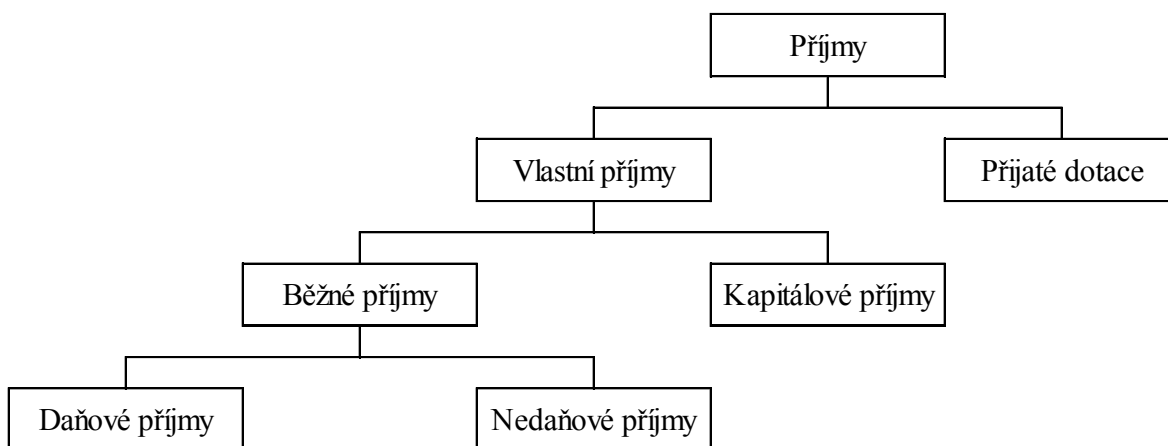 Příjmy
Vlastní příjmy
Přijaté dotace
Běžné příjmy
Kapitálové příjmy
Daňové příjmy
Nedaňové příjmy